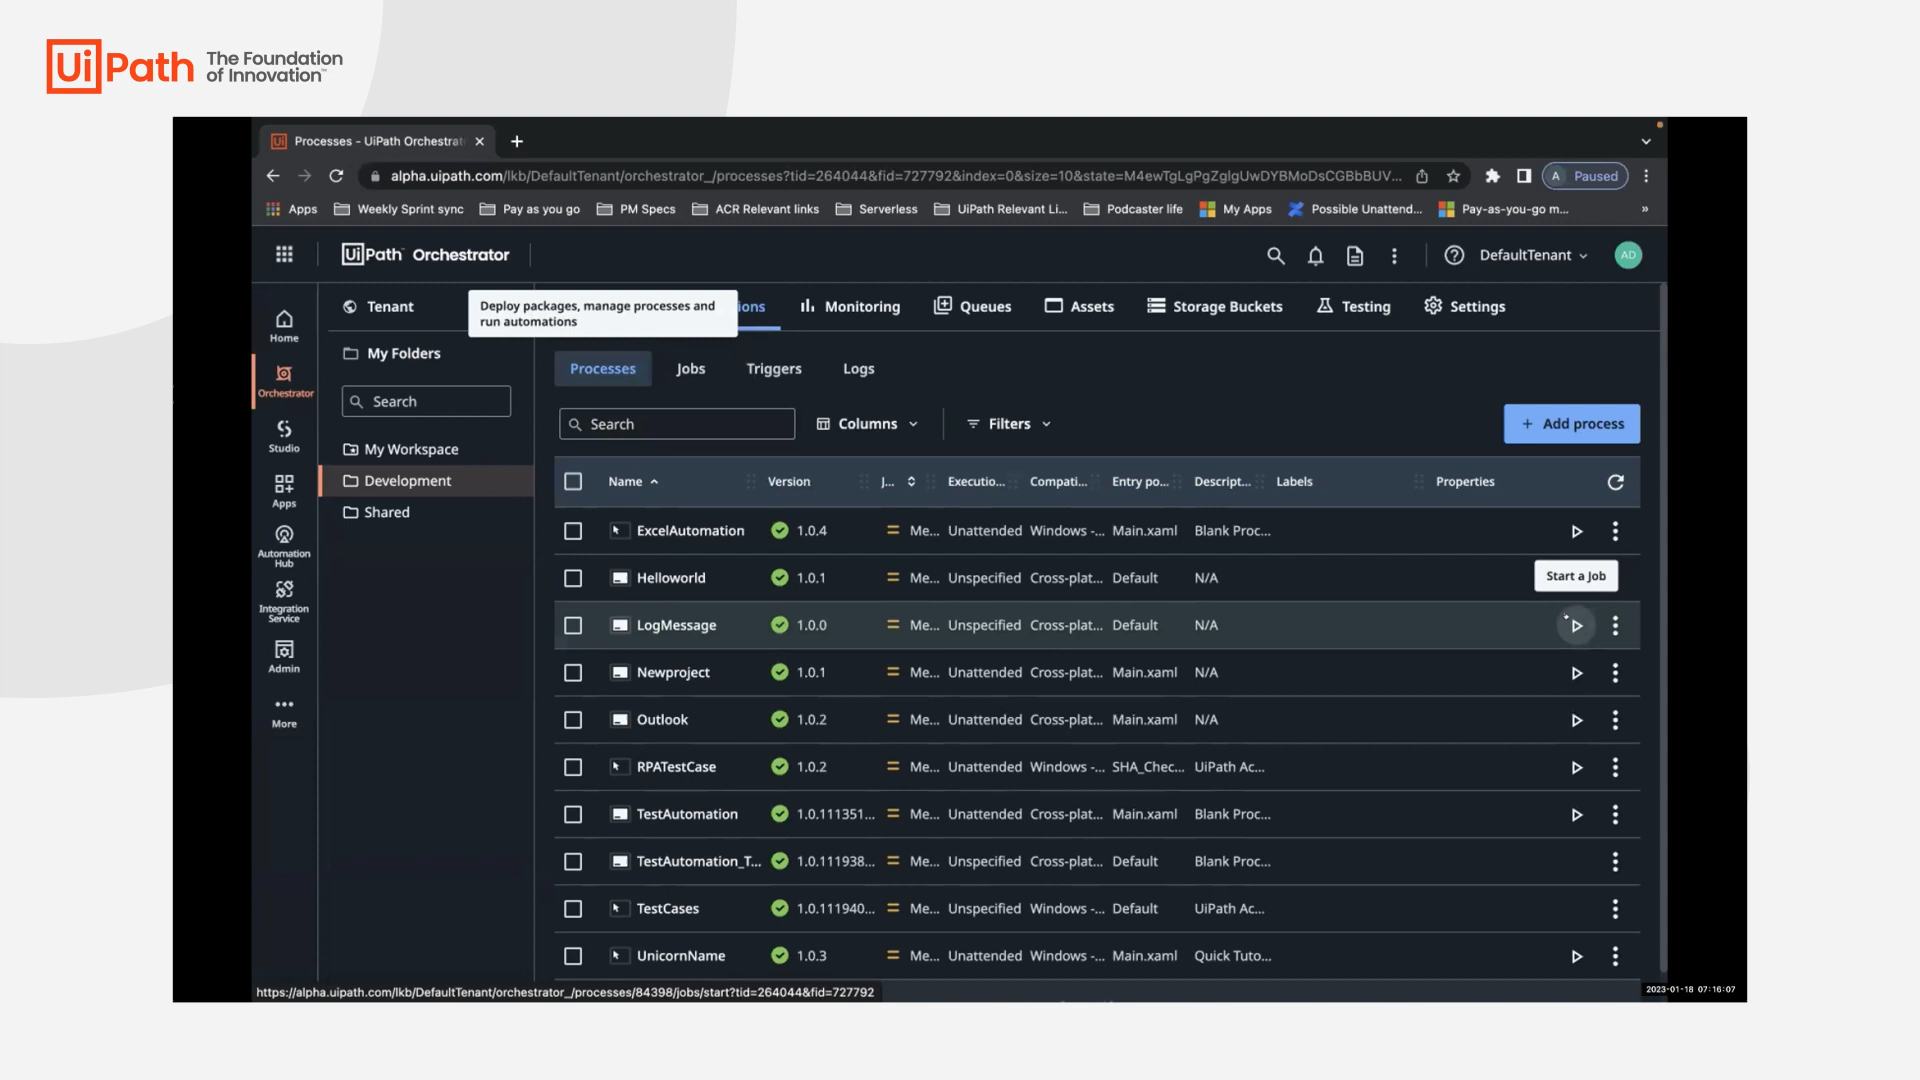 UiPath The Foundation
of Innovation™
Processes - UiPath Orchestrat
alpha.uipath.com/lkb/DefaultTenant/orchestrator_/processes?tid=264044&fid=727792&index=0&size=10&state=M4ewTgLgPgZglgUwDYBMoDsCGBbBUV...
Paused
Apps Weekly Sprint sync Pay as you go PM Specs ACR Relevant links Serverless UiPath Relevant Li... Podcaster life My Apps Possible Unattend... Pay-as-you-go m... »
UiPath™ Orchestrator
DefaultTenant AD
Home
Orchestrator
Studio
Apps
Automation
Hub
Integration
Service
Admin
More
Tenant
My Folders
Search
My Workspace
Development
Shared
Deploy packages, manage processes and
run automations
ions Monitoring Queues Assets Storage Buckets Testing Settings
Processes Jobs Triggers Logs
Search Columns Filters + Add process
Name Version J... Executio... Compati... Entry po... Descript... Labels Properties
ExcelAutomation 1.0.4 Me... Unattended Windows -... Main.xaml Blank Proc...
Helloworld 1.0.1 Me... Unspecified Cross-plat... Default N/A
Start a Job
LogMessage 1.0.0 Me... Unspecified Cross-plat... Default N/A
Newproject 1.0.1 Me... Unattended Cross-plat... Main.xaml N/A
Outlook 1.0.2 Me... Unattended Cross-plat... Main.xaml N/A
RPATestCase 1.0.2 Me... Unattended Windows -... SHA_Chec... UiPath Ac...
TestAutomation 1.0.111351... Me... Unattended Cross-plat... Main.xaml Blank Proc...
TestAutomation_T... 1.0.111938... Me... Unspecified Cross-plat... Default Blank Proc...
TestCases 1.0.111940... Me... Unspecified Windows -... Default UiPath Ac...
UnicornName 1.0.3 Me... Unattended Windows -... Main.xaml Quick Tuto...
https://alpha.uipath.com/lkb/DefaultTenant/orchestrator_/processes/84398/jobs/start?tid=264044&fid=727792
2023-01-18 07:16:07